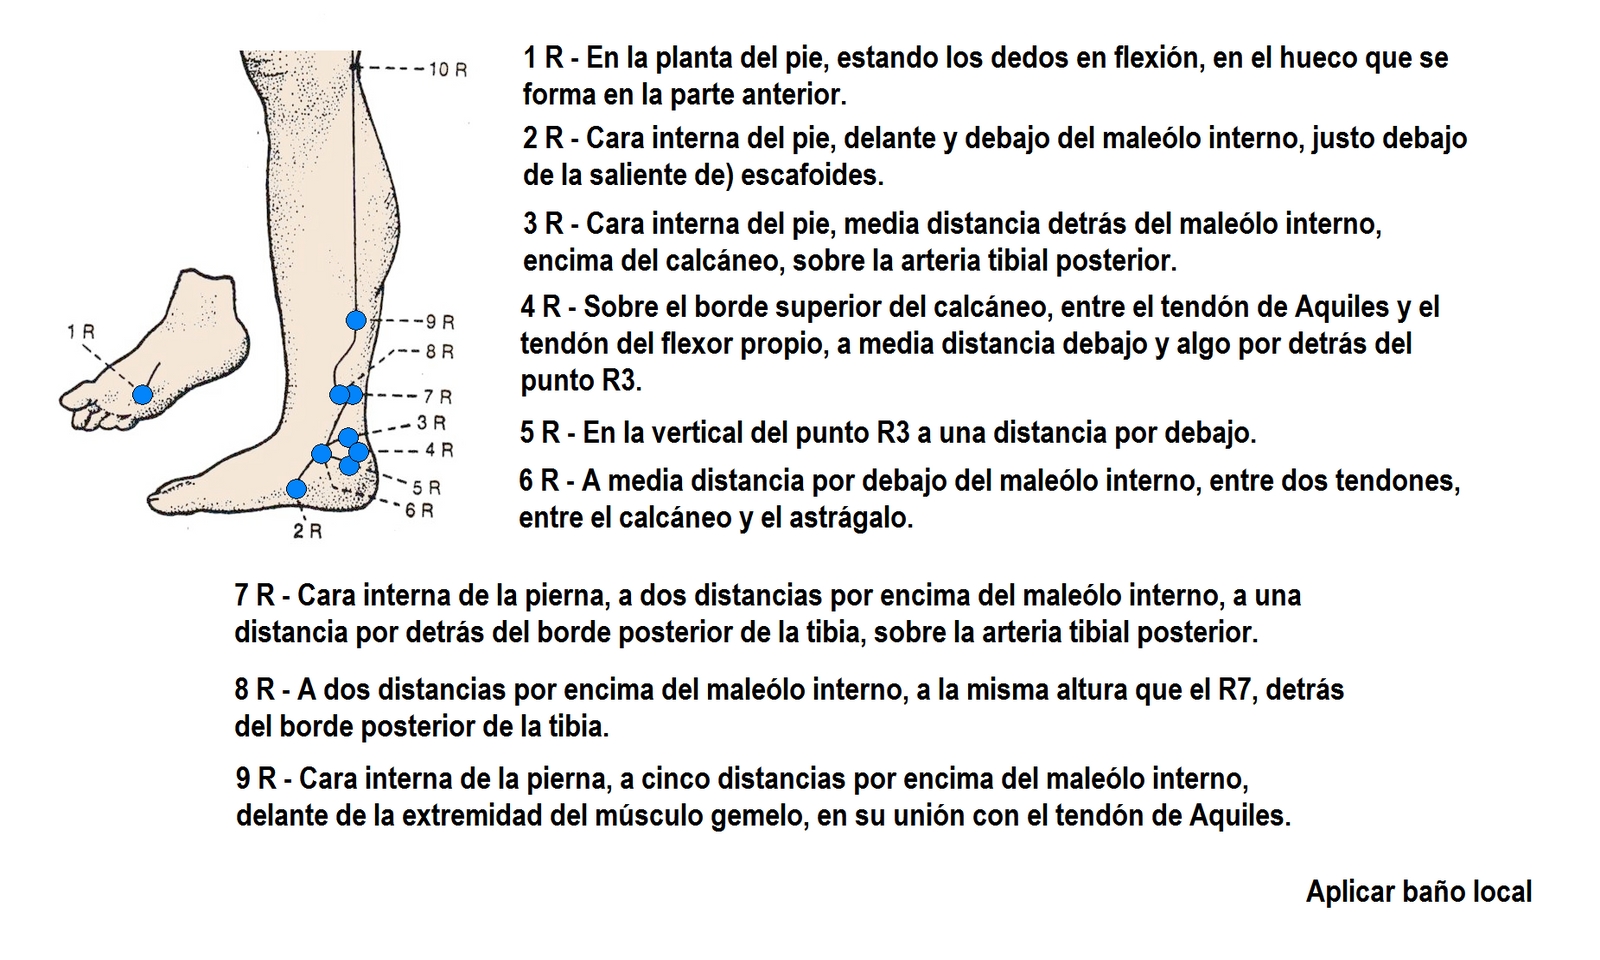 1 R - En la planta del pie, estando los dedos en flexión, en el hueco que se
forma en la parte anterior.
2 R - Cara interna del pie, delante y debajo del maleólo interno, justo debajo
de la saliente de) escafoides.
3 R - Cara interna del pie, media distancia detrás del maleólo interno,
encima del calcáneo, sobre la arteria tibial posterior.
4 R - Sobre el borde superior del calcáneo, entre el tendón de Aquiles y el
tendón del flexor propio, a media distancia debajo y algo por detrás del
punto R3.
5 R - En la vertical del punto R3 a una distancia por debajo.
6 R - A media distancia por debajo del maleólo interno, entre dos tendones,
entre el calcáneo y el astrágalo.
10 R
1 R
9 R
8 R
7 R
3 R
4 R
5 R
6 R
2 R
7 R - Cara interna de la pierna, a dos distancias por encima del maleólo interno, a una
distancia por detrás del borde posterior de la tibia, sobre la arteria tibial posterior.
8 R - A dos distancias por encima del maleólo interno, a la misma altura que el R7, detrás
del borde posterior de la tibia.
9 R - Cara interna de la pierna, a cinco distancias por encima del maleólo interno,
delante de la extremidad del músculo gemelo, en su unión con el tendón de Aquiles.
Aplicar baño local